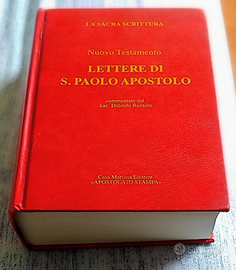 LA SACRA SCRITTURA
Nuovo Testamento
LETTERE DI
S. PAOLO APOSTOLO
commentate dal
Sac. Dolindo Ruotolo
Casa Mariana Editrice
«APOSTOLATO STAMPA»